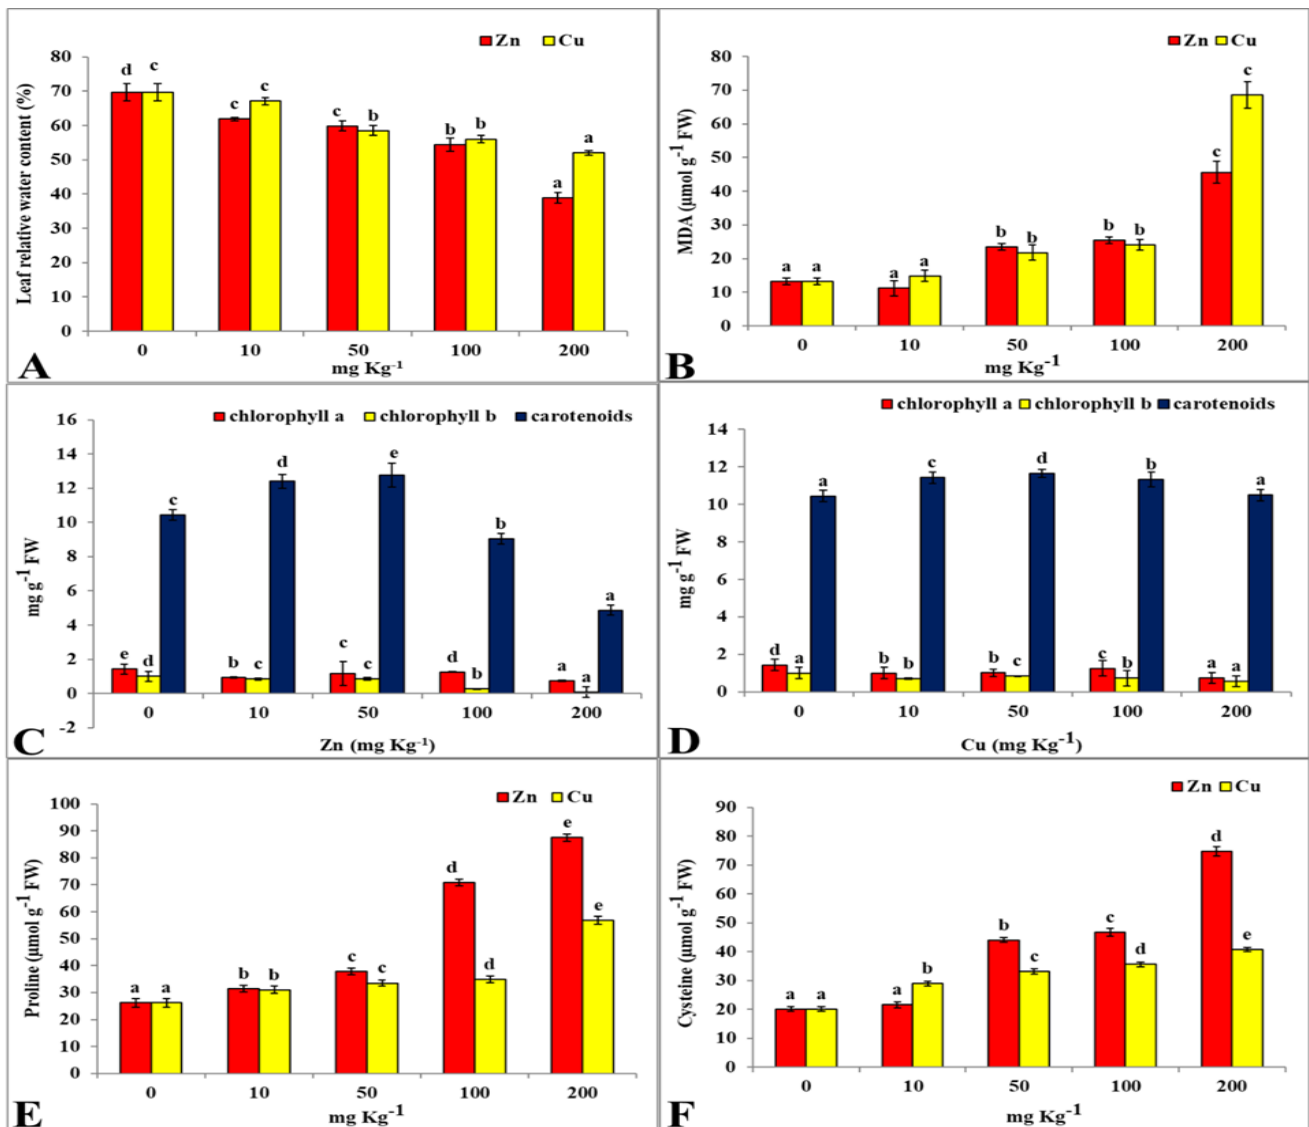 Zn Cu
80
70
60
50
40
30
20
10
0
Leaf relative water content (%)
d c
c c
c b
b b
a a
0 10 50 100 200
mg Kg⁻¹
A
Zn Cu
80
70
60
50
40
30
20
10
0
MDA (µmol g⁻¹ FW)
a a
a a
b b
b b
c c
0 10 50 100 200
mg Kg⁻¹
B
chlorophyll a chlorophyll b carotenoids
16
14
12
10
8
6
4
2
0
-2
mg g⁻¹ FW
e d c
b c d
c c e
d b b
a a a
0 10 50 100 200
Zn (mg Kg⁻¹)
C
chlorophyll a chlorophyll b carotenoids
14
12
10
8
6
4
2
0
mg g⁻¹ FW
d a a
b b c
b c d
c b b
a a a
0 10 50 100 200
Cu (mg Kg⁻¹)
D
Zn Cu
100
90
80
70
60
50
40
30
20
10
0
Proline (µmol g⁻¹ FW)
a a
b b
c c
d d
e e
0 10 50 100 200
mg Kg⁻¹
E
Zn Cu
90
80
70
60
50
40
30
20
10
0
Cysteine (µmol g⁻¹ FW)
a a
a b
b c
c d
d e
0 10 50 100 200
mg Kg⁻¹
F